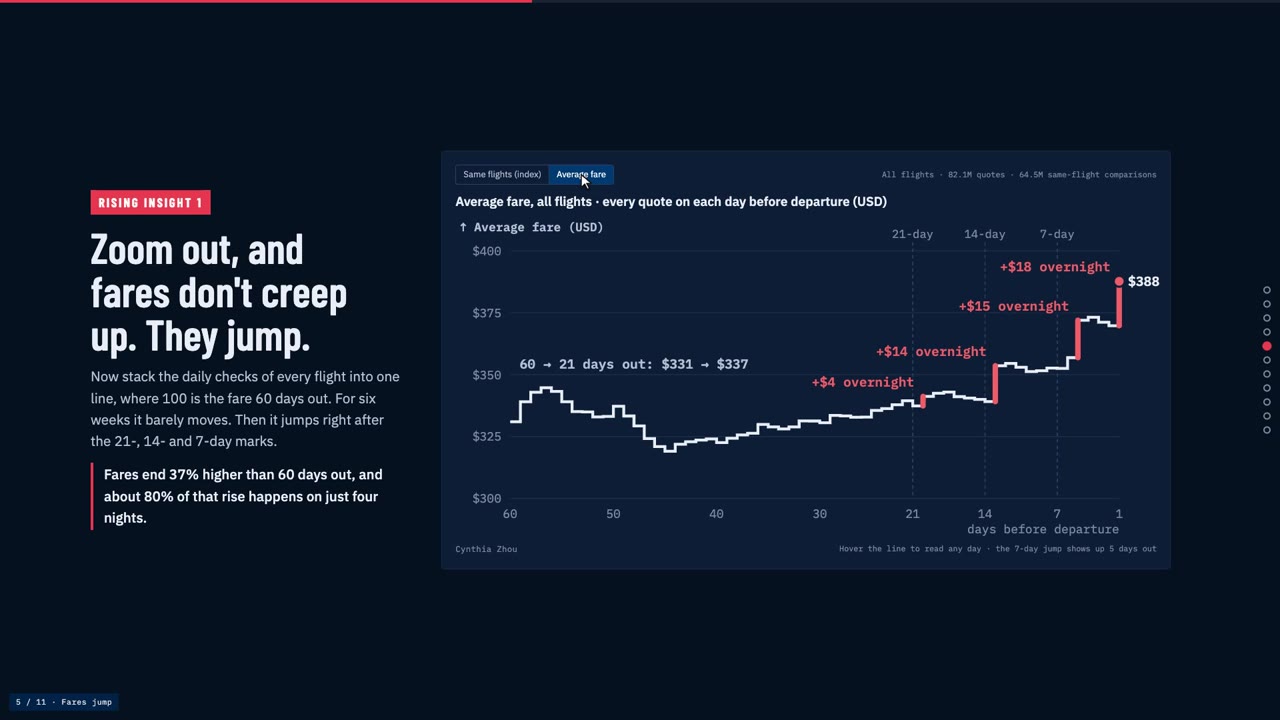 RISING INSIGHT 1
Zoom out, and
fares don't creep
up. They jump.
Now stack the daily checks of every flight into one
line, where 100 is the fare 60 days out. For six
weeks it barely moves. Then it jumps right after
the 21-, 14- and 7-day marks.
Fares end 37% higher than 60 days out, and
about 80% of that rise happens on just four
nights.
Same flights (index)
Average fare
All flights · 82.1M quotes · 64.5M same-flight comparisons
Average fare, all flights · every quote on each day before departure (USD)
↑ Average fare (USD)
21-day
14-day
7-day
$400
+$18 overnight
$388
+$15 overnight
$375
+$14 overnight
60 → 21 days out: $331 → $337
$350
+$4 overnight
$325
$300
60
50
40
30
21
14
7
1
days before departure
Cynthia Zhou
Hover the line to read any day · the 7-day jump shows up 5 days out
5 / 11 · Fares jump